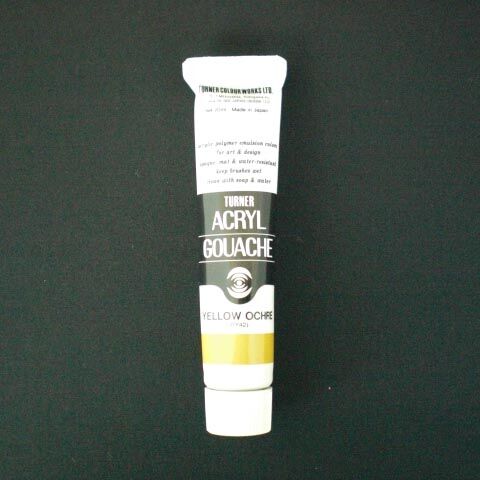 TURNER COLOURWORKS LTD.
Made in Japan
acrylic polymer emulsion colour
for art & design
opaque, mat & water-resistant
keep brushes wet
clean with soap & water
TURNER
ACRYL
GOUACHE
YELLOW OCHRE